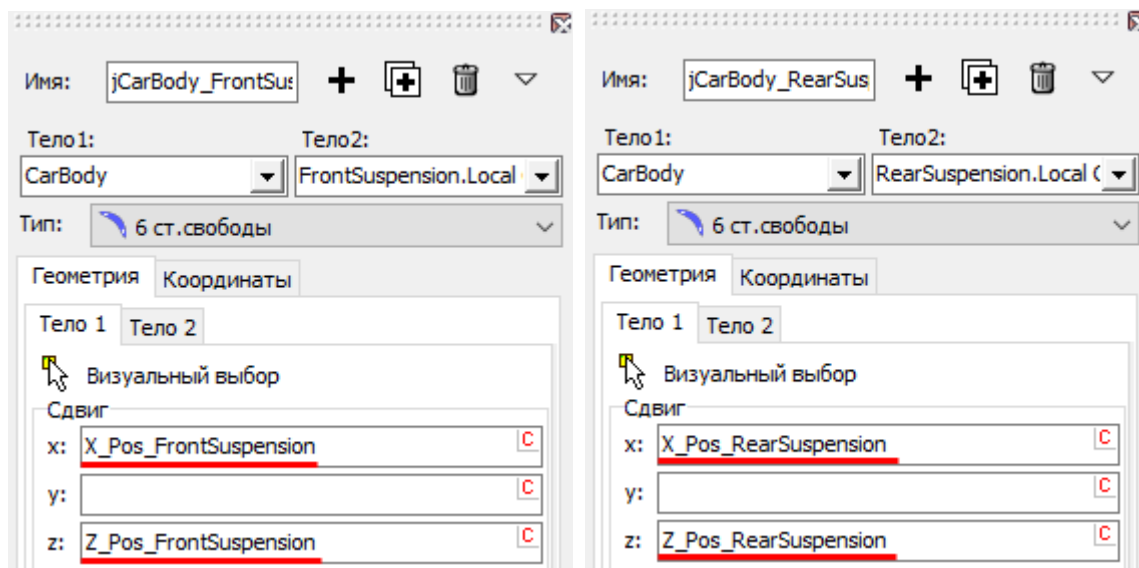 Имя: jCarBody_FrontSus
Тело1: Тело2:
CarBody FrontSuspension.Local
Тип: 6 ст.свободы
Геометрия Координаты
Тело 1 Тело 2
Визуальный выбор
Сдвиг
x: X_Pos_FrontSuspension C
y: C
z: Z_Pos_FrontSuspension C
Имя: jCarBody_RearSus
Тело1: Тело2:
CarBody RearSuspension.Local
Тип: 6 ст.свободы
Геометрия Координаты
Тело 1 Тело 2
Визуальный выбор
Сдвиг
x: X_Pos_RearSuspension C
y: C
z: Z_Pos_RearSuspension C